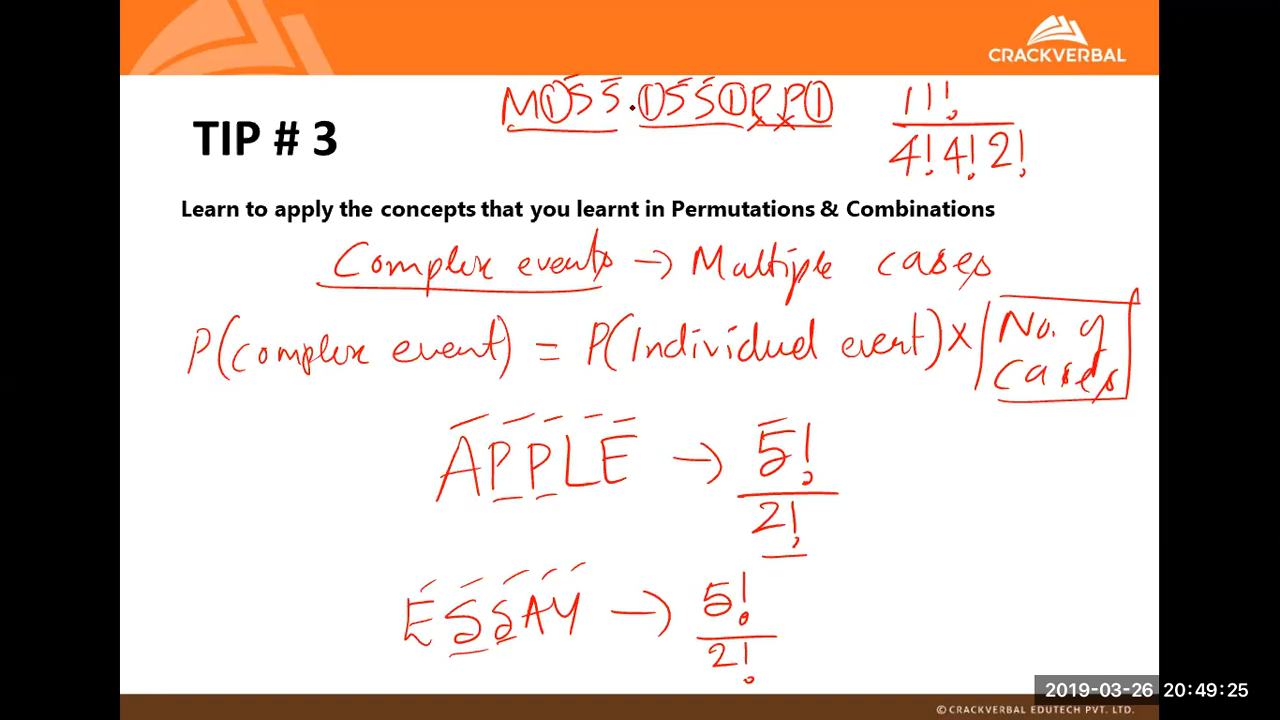 CRACKVERBAL
MISSISSIPPI 11!
4! 4! 2!
TIP # 3
Learn to apply the concepts that you learnt in Permutations & Combinations
Complex events → Multiple cases
P(complex event) = P(Individual event) × No. of
cases
APPLE → 5!
2!
ESSAY → 5!
2!
2019-03-26 20:49:25
© CRACKVERBAL EDUTECH PVT. LTD.